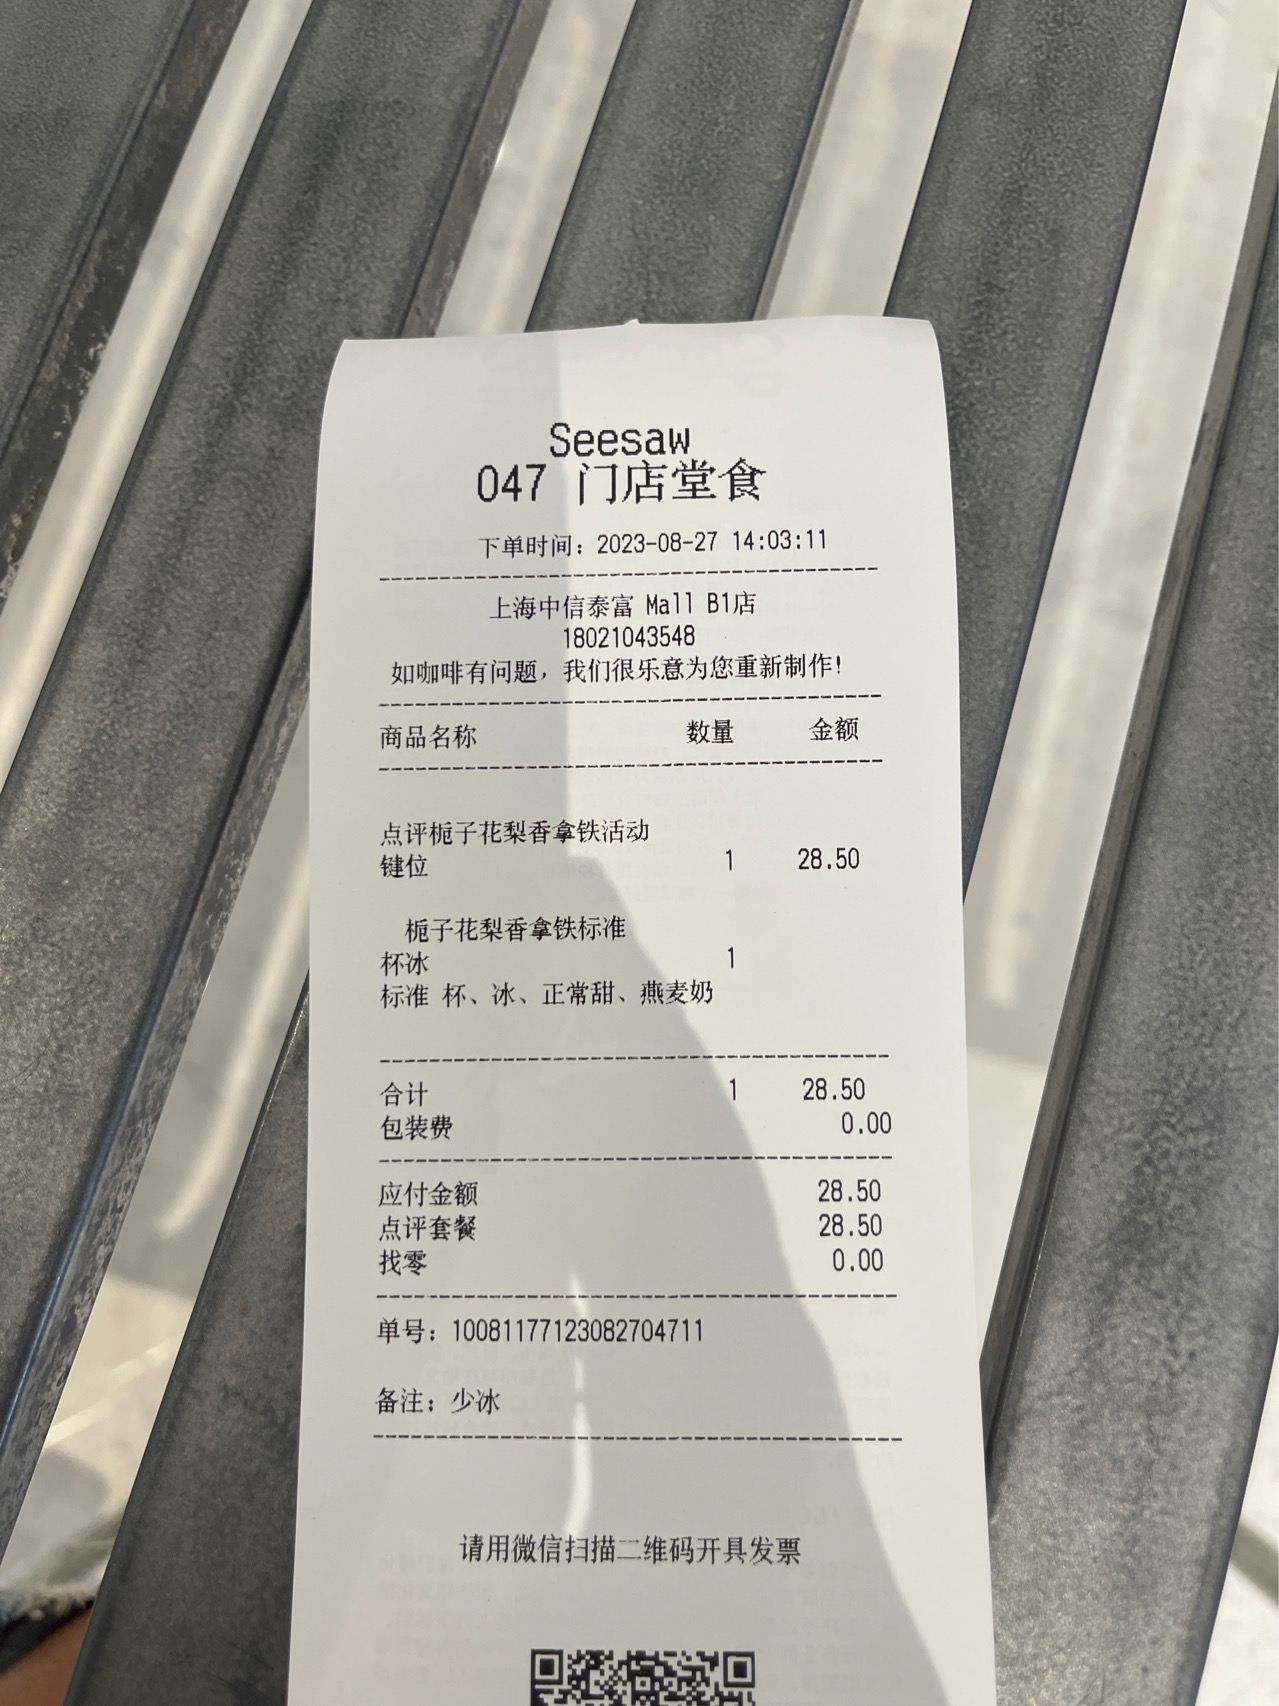 Seesaw
047 门店堂食
下单时间：2023-08-27 14:03:11
上海中信泰富 Mall B1店
18021043548
如咖啡有问题，我们很乐意为您重新制作！
商品名称 数量 金额
点评栀子花梨香拿铁活动
键位 1 28.50
栀子花梨香拿铁标准
杯冰 1
标准 杯、冰、正常甜、燕麦奶
合计 1 28.50
包装费 0.00
应付金额 28.50
点评套餐 28.50
找零 0.00
单号：10081177123082704711
备注：少冰
请用微信扫描二维码开具发票